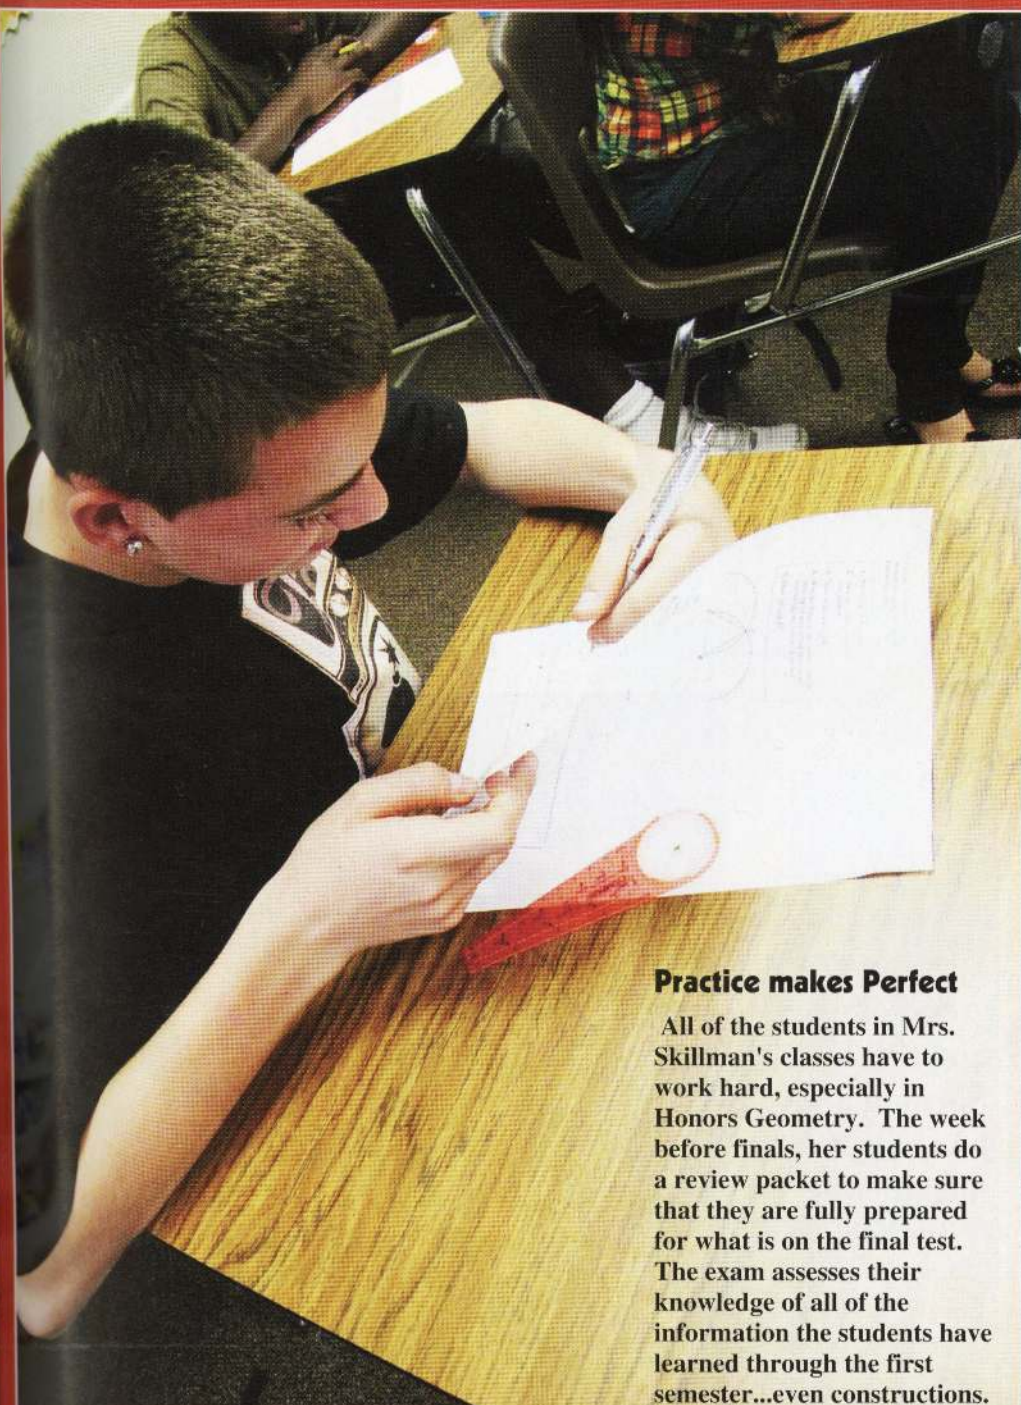 Practice makes Perfect
All of the students in Mrs.
Skillman's classes have to
work hard, especially in
Honors Geometry.  The week
before finals, her students do
a review packet to make sure
that they are fully prepared
for what is on the final test.
The exam assesses their
knowledge of all of the
information the students have
learned through the first
semester...even constructions.